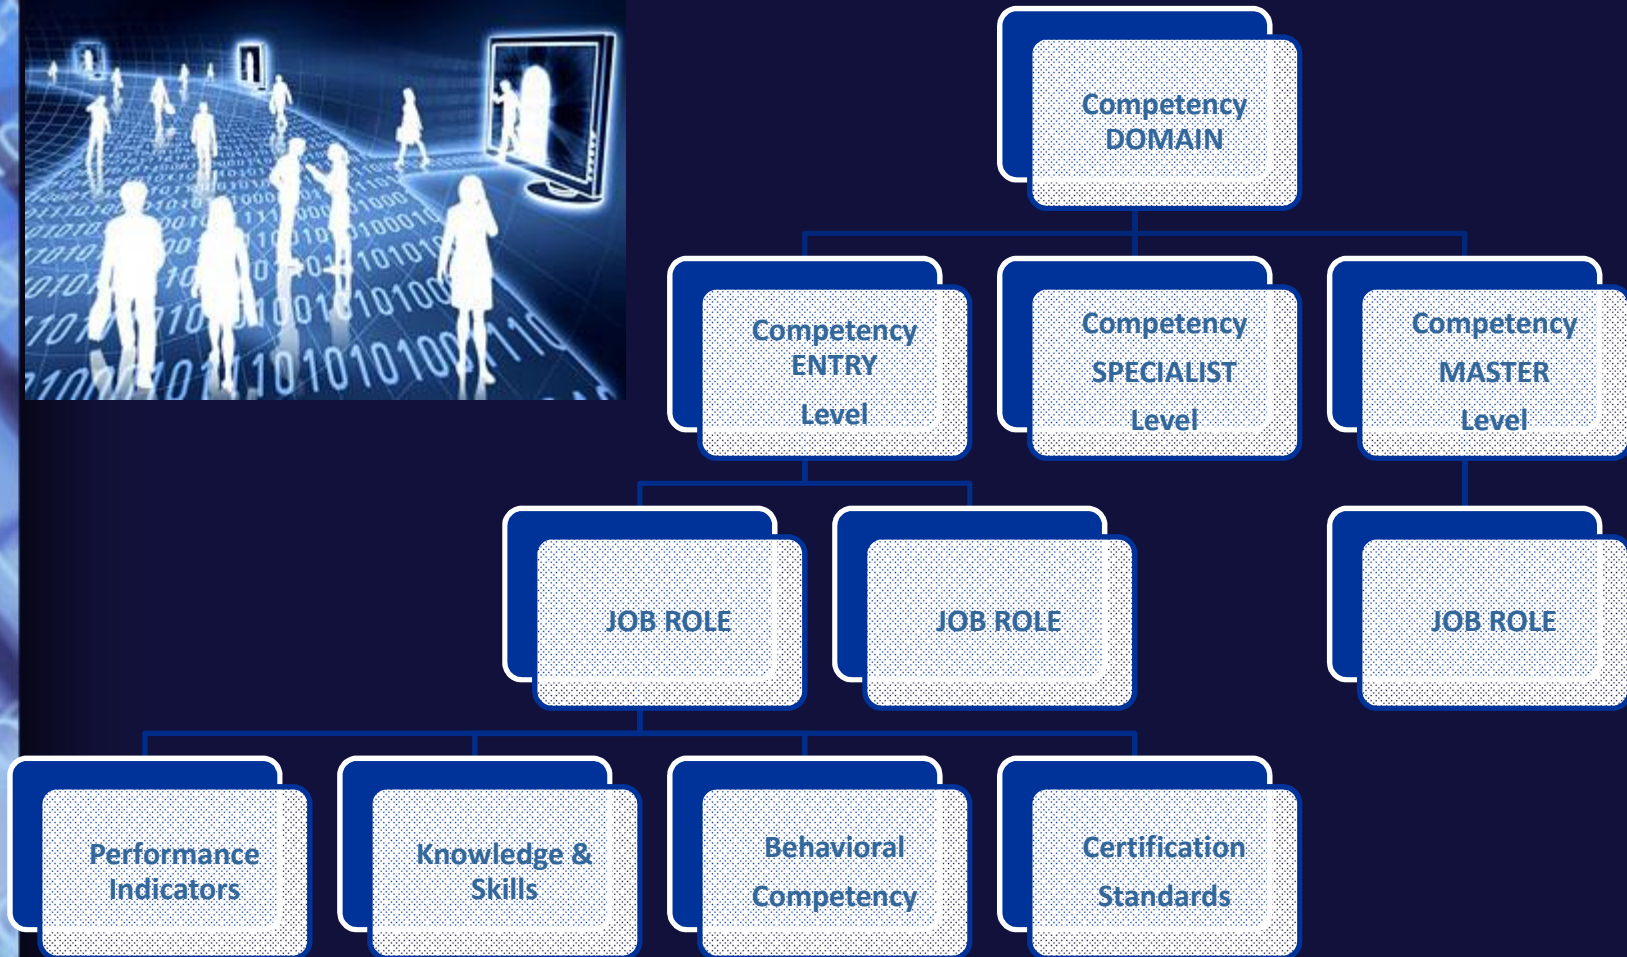 Competency
DOMAIN
Competency
ENTRY
Level
Competency
SPECIALIST
Level
Competency
MASTER
Level
JOB ROLE
JOB ROLE
JOB ROLE
Performance
Indicators
Knowledge &
Skills
Behavioral
Competency
Certification
Standards